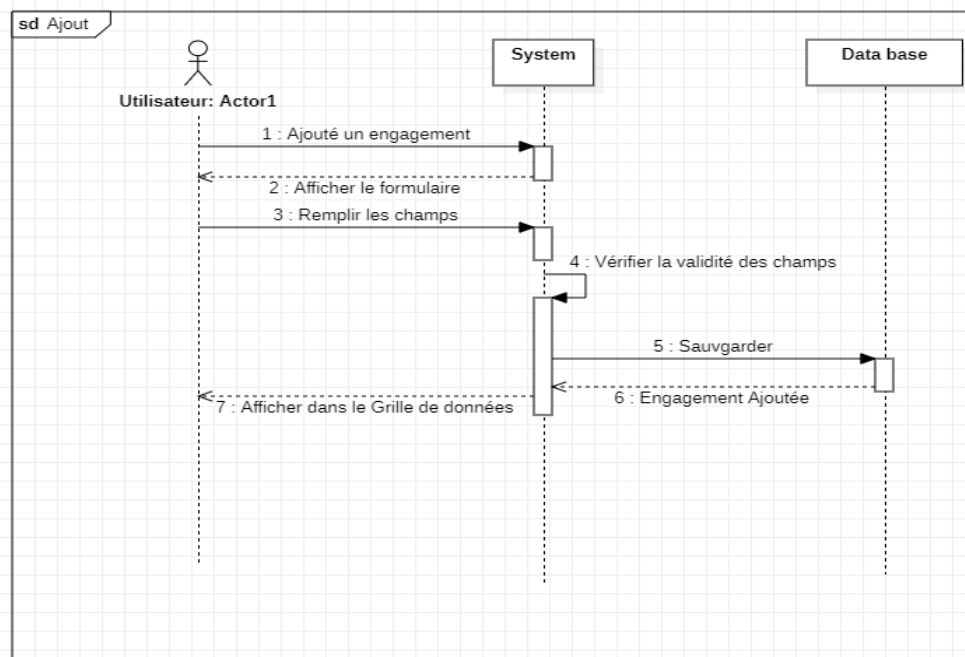 sd Ajout
System
Data base
Utilisateur: Actor1
1 : Ajouté un engagement
2 : Afficher le formulaire
3 : Remplir les champs
4 : Vérifier la validité des champs
5 : Sauvgarder
6 : Engagement Ajoutée
7 : Afficher dans le Grille de données